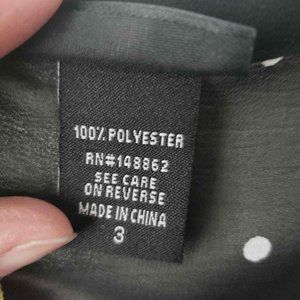 100% POLYESTER
RN#148862
SEE CARE
ON REVERSE
MADE IN CHINA
3